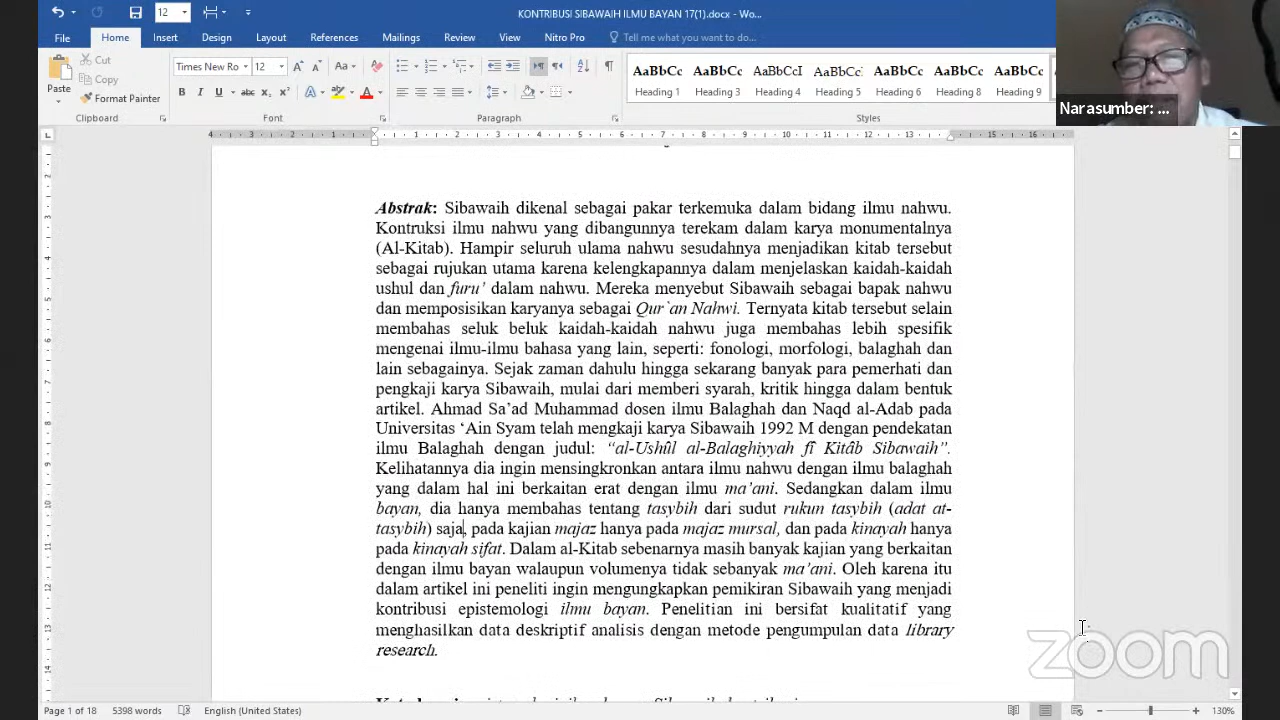 KONTRIBUSI SIBAWAIH ILMU BAYAN 17(1).docx - Wo...
12
File Home Insert Design Layout References Mailings Review View Nitro Pro Tell me what you want to do...
Cut
Copy
Format Painter
Paste
Times New Ro 12
AaBbCc AaBbCc AaBbCcI AaBbCc AaBbCc AaBbCc AaBbCc
Heading 1 Heading 3 Heading 4 Heading 5 Heading 6 Heading 8 Heading 9
Clipboard Font Paragraph Styles
Narasumber: ...
Abstrak: Sibawaih dikenal sebagai pakar terkemuka dalam bidang ilmu nahwu.
Kontruksi ilmu nahwu yang dibangunnya terekam dalam karya monumentalnya
(Al-Kitab). Hampir seluruh ulama nahwu sesudahnya menjadikan kitab tersebut
sebagai rujukan utama karena kelengkapannya dalam menjelaskan kaidah-kaidah
ushul dan furu’ dalam nahwu. Mereka menyebut Sibawaih sebagai bapak nahwu
dan memposisikan karyanya sebagai Qur`an Nahwi. Ternyata kitab tersebut selain
membahas seluk beluk kaidah-kaidah nahwu juga membahas lebih spesifik
mengenai ilmu-ilmu bahasa yang lain, seperti: fonologi, morfologi, balaghah dan
lain sebagainya. Sejak zaman dahulu hingga sekarang banyak para pemerhati dan
pengkaji karya Sibawaih, mulai dari memberi syarah, kritik hingga dalam bentuk
artikel. Ahmad Sa’ad Muhammad dosen ilmu Balaghah dan Naqd al-Adab pada
Universitas ‘Ain Syam telah mengkaji karya Sibawaih 1992 M dengan pendekatan
ilmu Balaghah dengan judul: “al-Ushûl al-Balaghiyyah fî Kitâb Sibawaih”.
Kelihatannya dia ingin mensingkronkan antara ilmu nahwu dengan ilmu balaghah
yang dalam hal ini berkaitan erat dengan ilmu ma’ani. Sedangkan dalam ilmu
bayan, dia hanya membahas tentang tasybih dari sudut rukun tasybih (adat at-
tasybih) saja, pada kajian majaz hanya pada majaz mursal, dan pada kinayah hanya
pada kinayah sifat. Dalam al-Kitab sebenarnya masih banyak kajian yang berkaitan
dengan ilmu bayan walaupun volumenya tidak sebanyak ma’ani. Oleh karena itu
dalam artikel ini peneliti ingin mengungkapkan pemikiran Sibawaih yang menjadi
kontribusi epistemologi ilmu bayan. Penelitian ini bersifat kualitatif yang
menghasilkan data deskriptif analisis dengan metode pengumpulan data library
research.
zoom
Page 1 of 18 5398 words English (United States) 130%